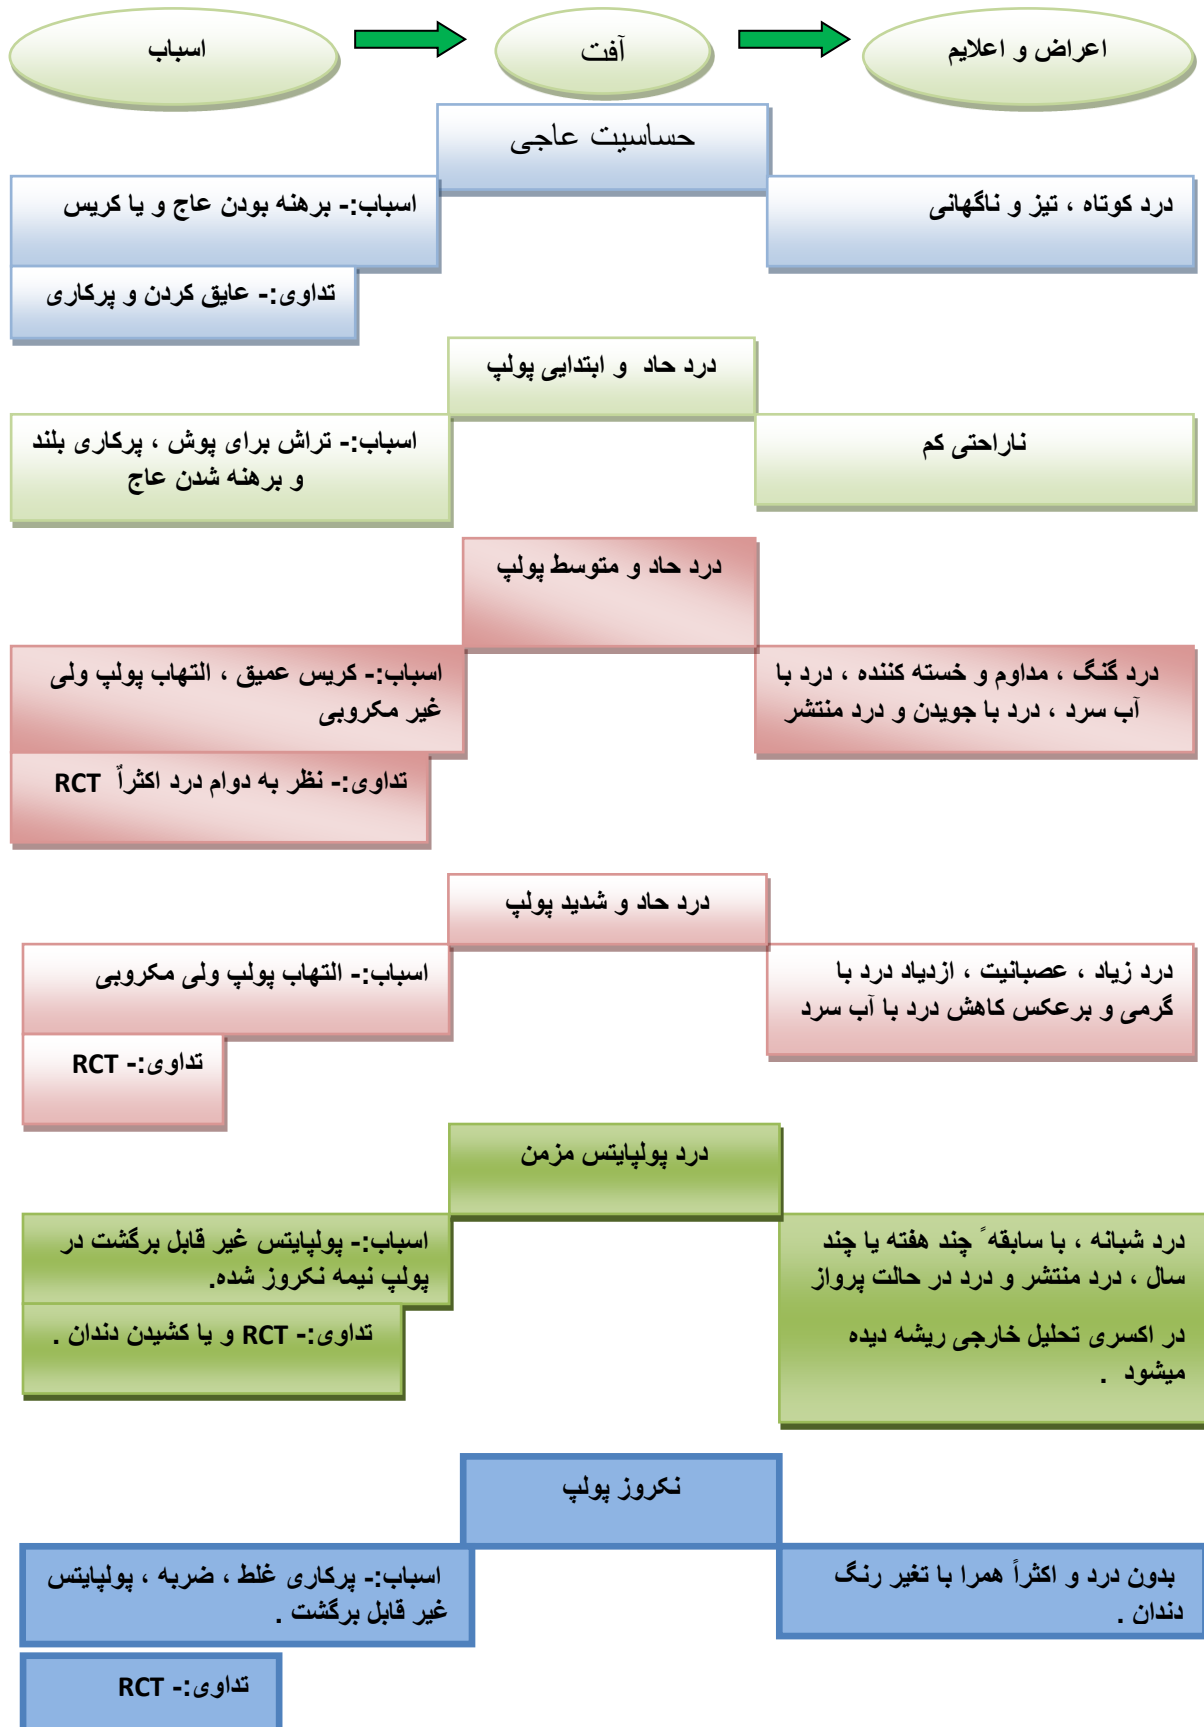 اسباب
آفت
اعراض و اعلایم
حساسیت عاجی
اسباب:- برهنه بودن عاج و یا کریس
درد کوتاه ، تیز و ناگهانی
تداوی:- عایق کردن و پرکاری
درد حاد و ابتدایی پولپ
اسباب:- تراش برای پوش ، پرکاری بلند
و برهنه شدن عاج
ناراحتی کم
درد حاد و متوسط پولپ
اسباب:- کریس عمیق ، التهاب پولپ ولی
غیر مکروبی
درد گنگ ، مداوم و خسته کننده ، درد با
آب سرد ، درد با جویدن و درد منتشر
تداوی:- نظر به دوام درد اکثراٌ RCT
درد حاد و شدید پولپ
اسباب:- التهاب پولپ ولی مکروبی
درد زیاد ، عصبانیت ، ازدیاد درد با
گرمی و برعکس کاهش درد با آب سرد
تداوی:- RCT
درد پولپایتس مزمن
اسباب:- پولپایتس غیر قابل برگشت در
پولپ نیمه نکروز شده.
درد شبانه ، با سابقه ً چند هفته یا چند
سال ، درد منتشر و درد در حالت پرواز
در اکسری تحلیل خارجی ریشه دیده
میشود .
تداوی:- RCT و یا کشیدن دندان .
نکروز پولپ
اسباب:- پرکاری غلط ، ضربه ، پولپایتس
غیر قابل برگشت .
بدون درد و اکثراً همرا با تغیر رنگ
دندان .
تداوی:- RCT